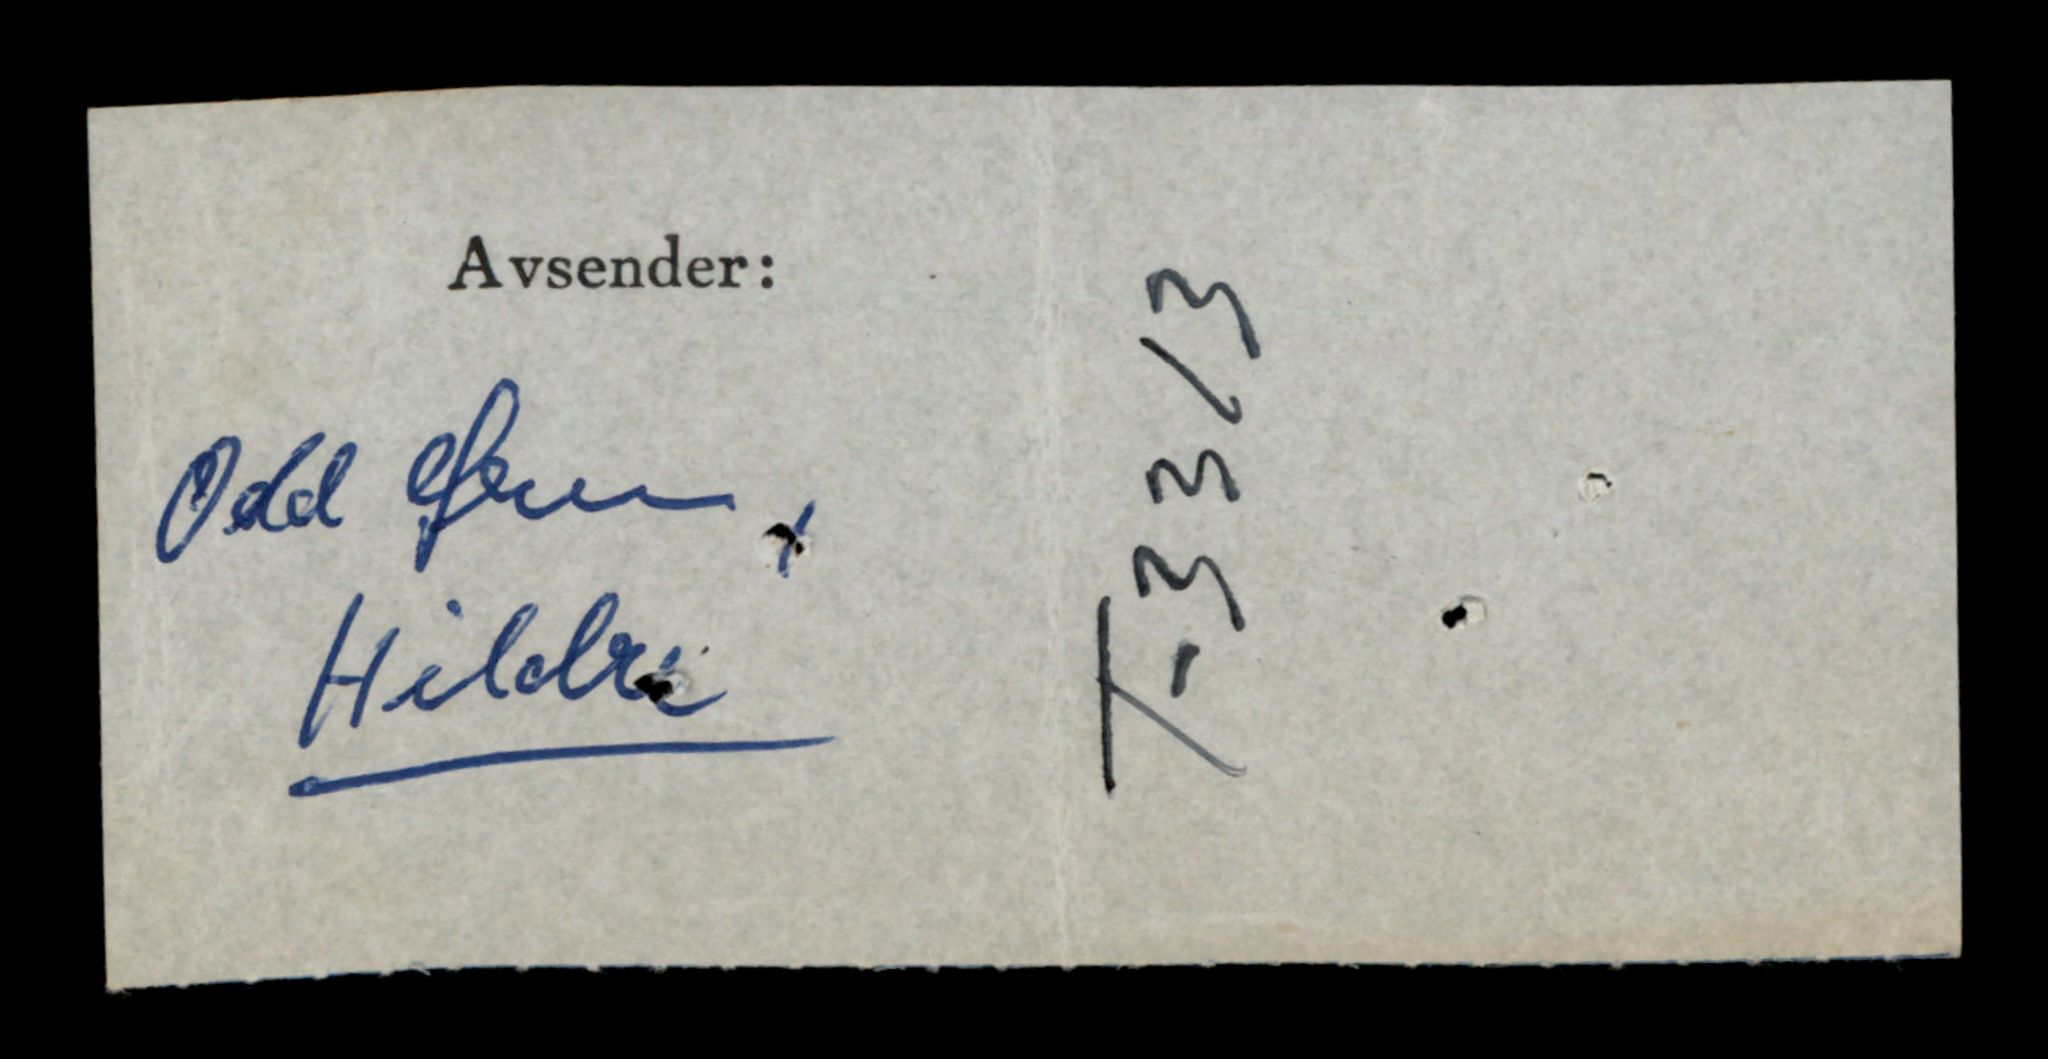 Avsender:
Odd
Hildre
T-3313